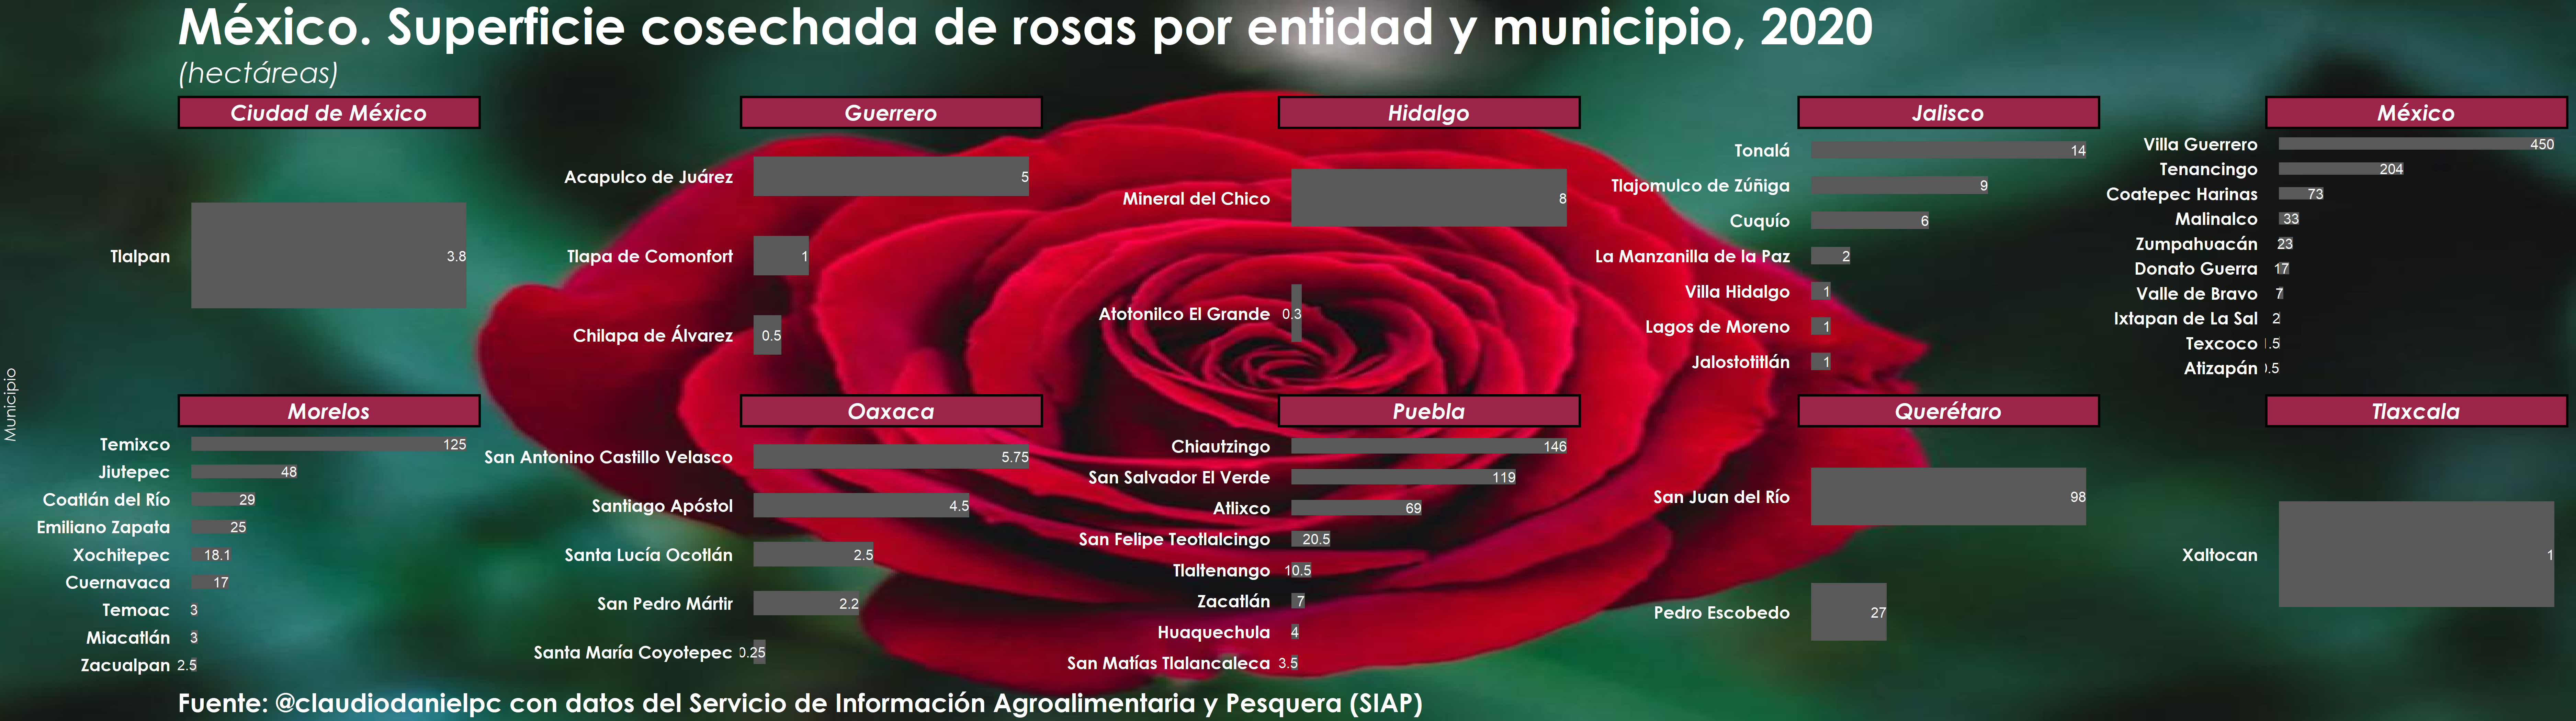 México. Superficie cosechada de rosas por entidad y municipio, 2020
(hectáreas)
Municipio
Ciudad de México
Tlalpan 3.8
Guerrero
Acapulco de Juárez 5
Tlapa de Comonfort 1
Chilapa de Álvarez 0.5
Hidalgo
Mineral del Chico 8
Atotonilco El Grande 0.3
Jalisco
Tonalá 14
Tlajomulco de Zúñiga 9
Cuquío 6
La Manzanilla de la Paz 2
Villa Hidalgo 1
Lagos de Moreno 1
Jalostotitlán 1
México
Villa Guerrero 450
Tenancingo 204
Coatepec Harinas 73
Malinalco 33
Zumpahuacán 23
Donato Guerra 17
Valle de Bravo 7
Ixtapan de La Sal 2
Texcoco .5
Atizapán .5
Morelos
Temixco 125
Jiutepec 48
Coatlán del Río 29
Emiliano Zapata 25
Xochitepec 18.1
Cuernavaca 17
Temoac 3
Miacatlán 3
Zacualpan 2.5
Oaxaca
San Antonino Castillo Velasco 5.75
Santiago Apóstol 4.5
Santa Lucía Ocotlán 2.5
San Pedro Mártir 2.2
Santa María Coyotepec 0.25
Puebla
Chiautzingo 146
San Salvador El Verde 119
Atlixco 69
San Felipe Teotlalcingo 20.5
Tlaltenango 10.5
Zacatlán 7
Huaquechula 4
San Matías Tlalancaleca 3.5
Querétaro
San Juan del Río 98
Pedro Escobedo 27
Tlaxcala
Xaltocan 1
Fuente: @claudiodanielpc con datos del Servicio de Información Agroalimentaria y Pesquera (SIAP)